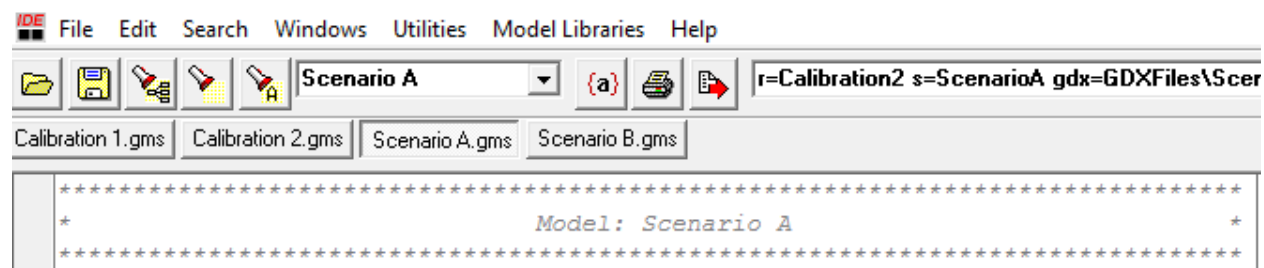 IDE File Edit Search Windows Utilities Model Libraries Help
A Scenario A {a} r=Calibration2 s=ScenarioA gdx=GDXFiles\Scer
Calibration 1.gms Calibration 2.gms Scenario A.gms Scenario B.gms
*******************************************************************************
* Model: Scenario A *
*******************************************************************************